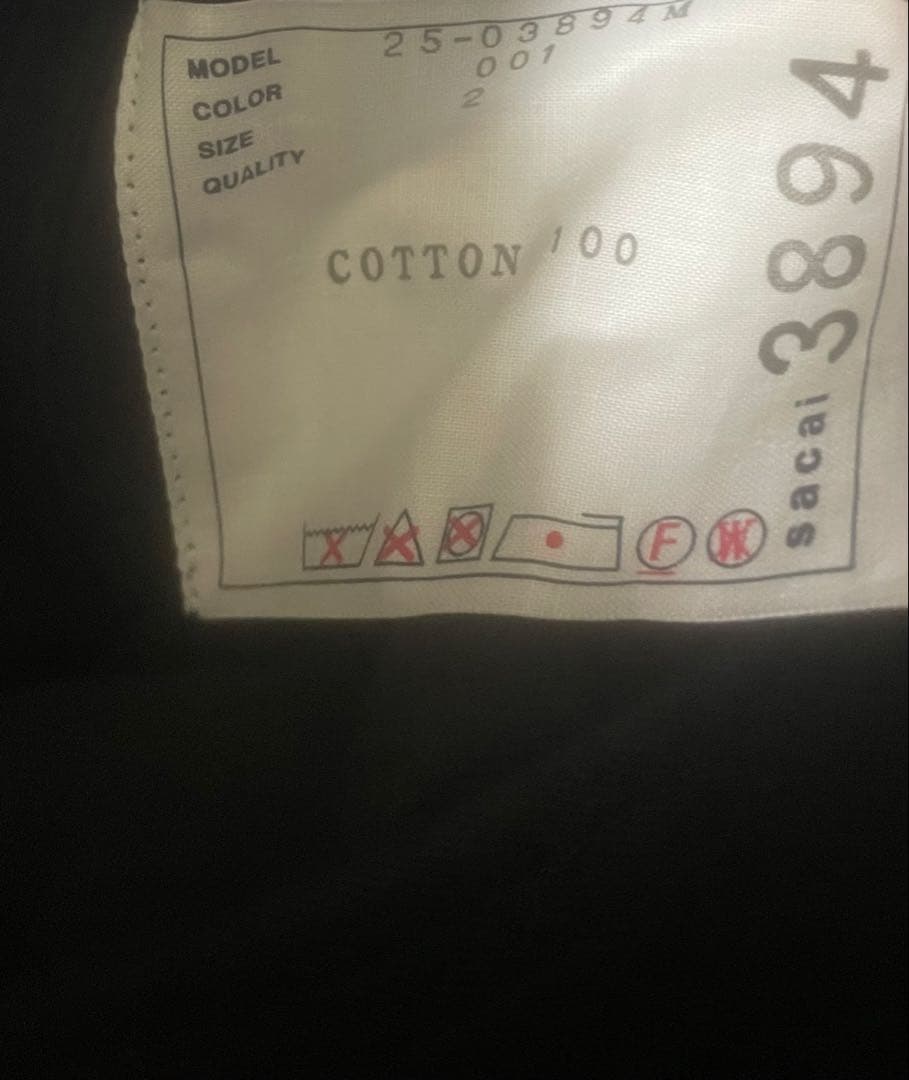 MODEL 25-03894M
COLOR 001
SIZE 2
QUALITY
COTTON 100
F
sacai 3894